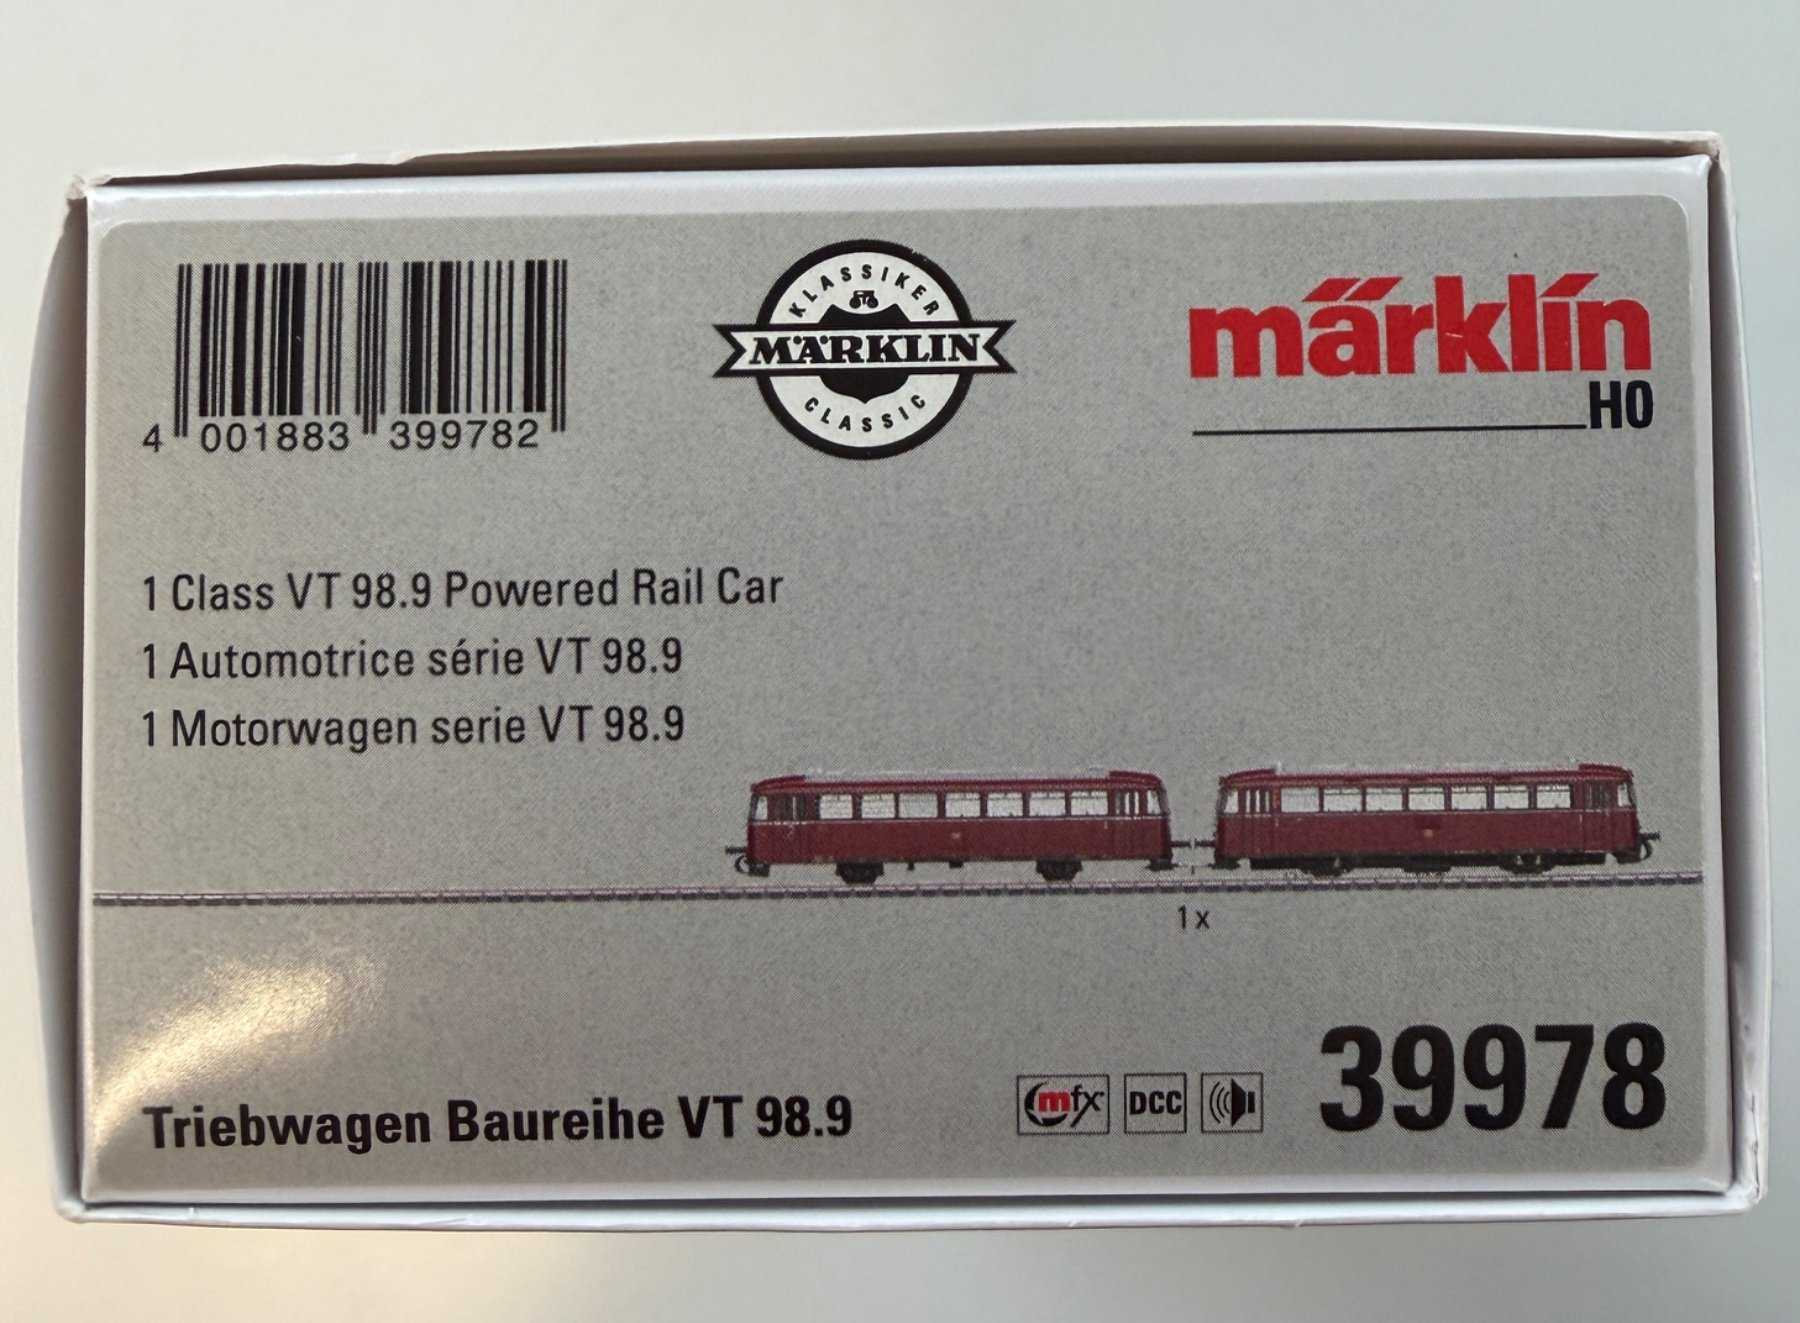 4 001883 399782
KLASSIKER
MÄRKLIN
CLASSIC
märklin
H0
1 Class VT 98.9 Powered Rail Car
1 Automotrice série VT 98.9
1 Motorwagen serie VT 98.9
1 x
Triebwagen Baureihe VT 98.9
mfx
DCC
39978